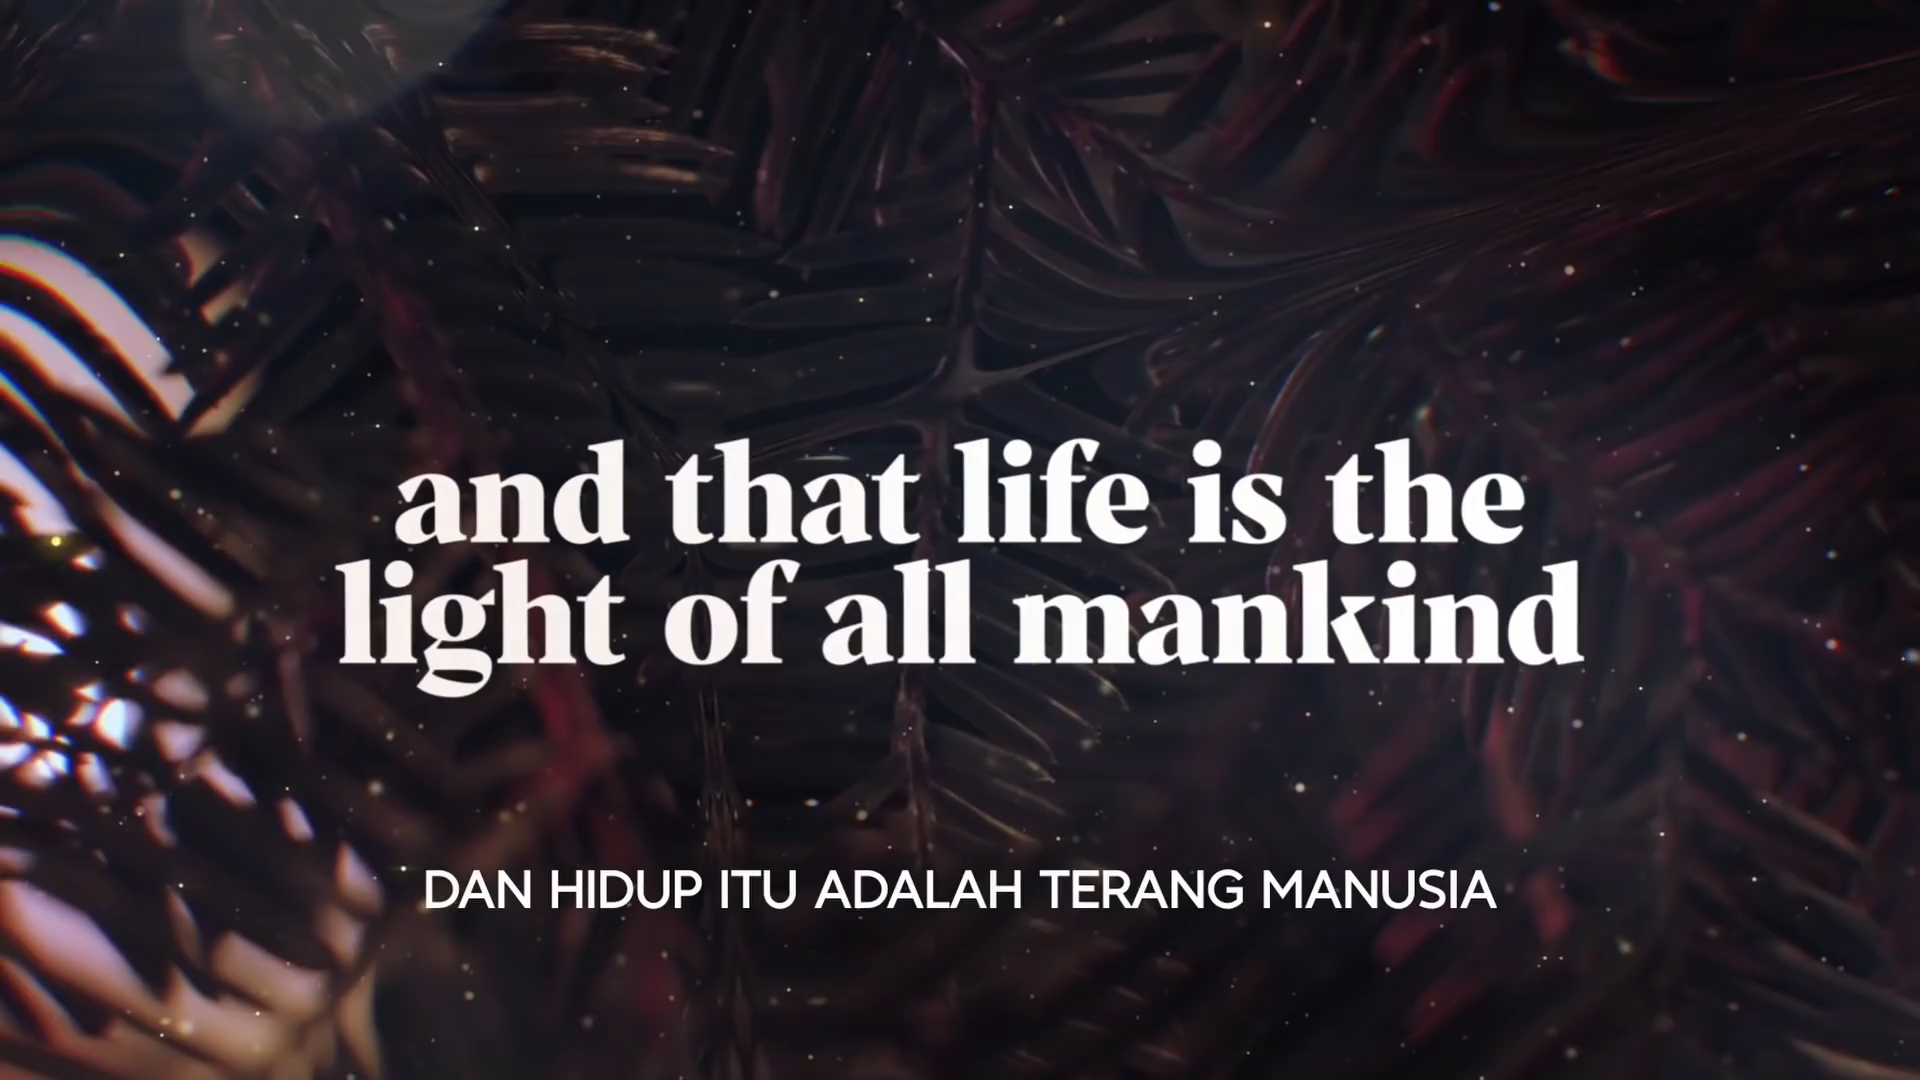 and that life is the
light of all mankind
DAN HIDUP ITU ADALAH TERANG MANUSIA